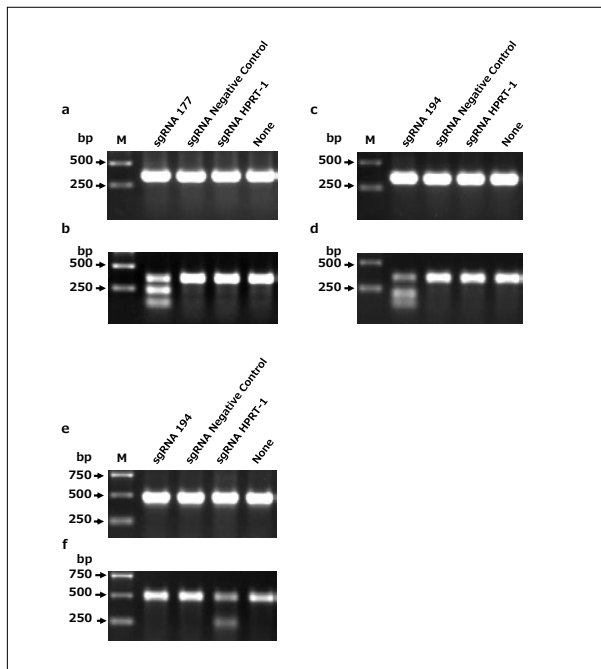 a
bp
M
sgRNA 177
sgRNA Negative Control
sgRNA HPRT-1
None
500
250
b
bp
500
250
c
bp
M
sgRNA 194
sgRNA Negative Control
sgRNA HPRT-1
None
500
250
d
bp
500
250
e
bp
M
sgRNA 194
sgRNA Negative Control
sgRNA HPRT-1
None
750
500
250
f
bp
750
500
250